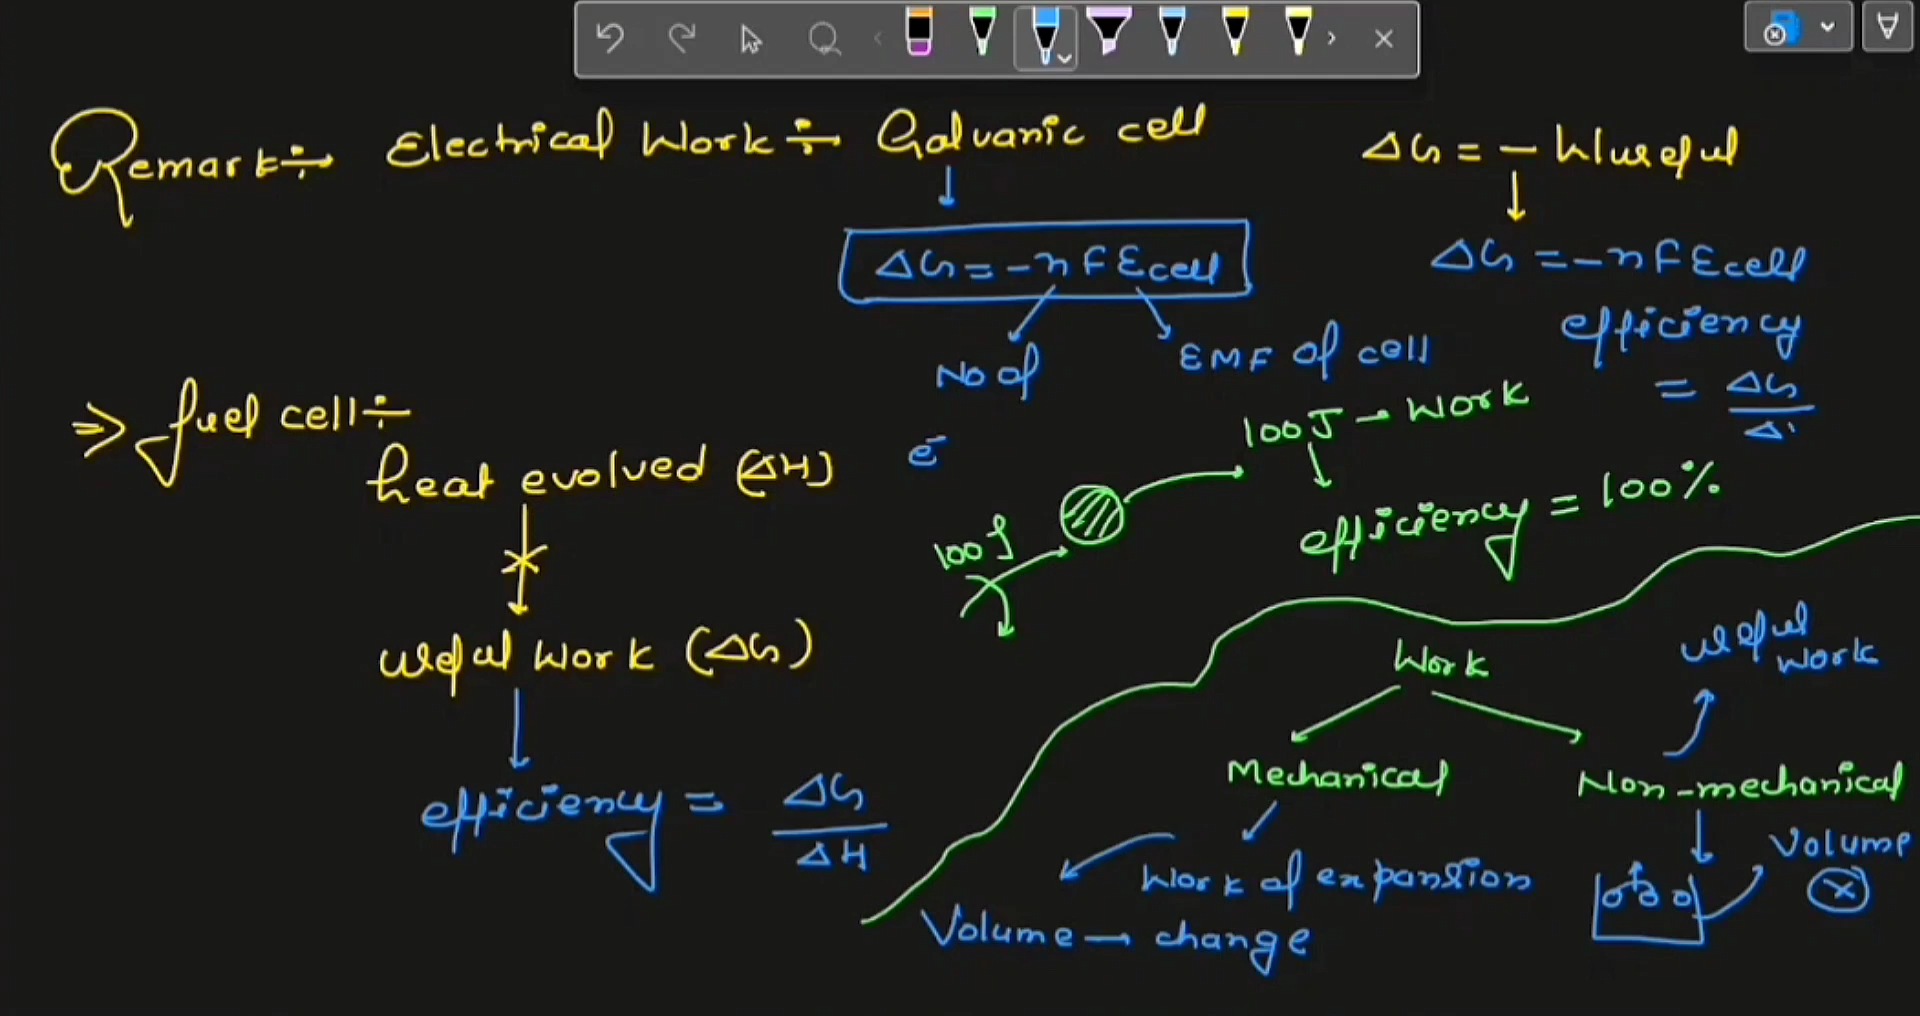 Remark:- Electrical Work:- Galvanic cell
ΔG = - Wuseful
ΔG = -nFEcell
ΔG = -nFEcell
No of
e-
EMF of cell
efficiency
= ΔG
Δ
⇒ fuel cell:-
heat evolved (ΔH)
useful work (ΔG)
efficiency = ΔG
ΔH
100 J
100 J → Work
efficiency = 100%
Work
useful
work
Mechanical
Non-mechanical
Work of expansion
Volume → change
Volume